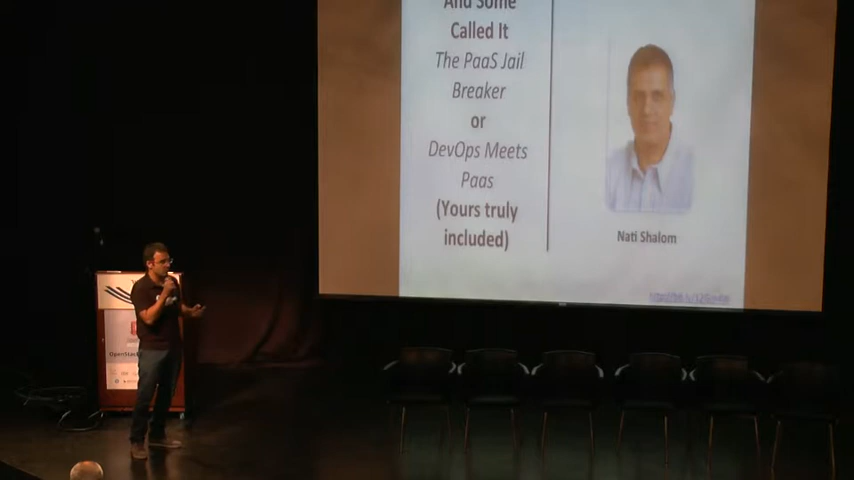 And Some
Called It
The PaaS Jail
Breaker
or
DevOps Meets
Paas
(Yours truly
included)
Nati Shalom